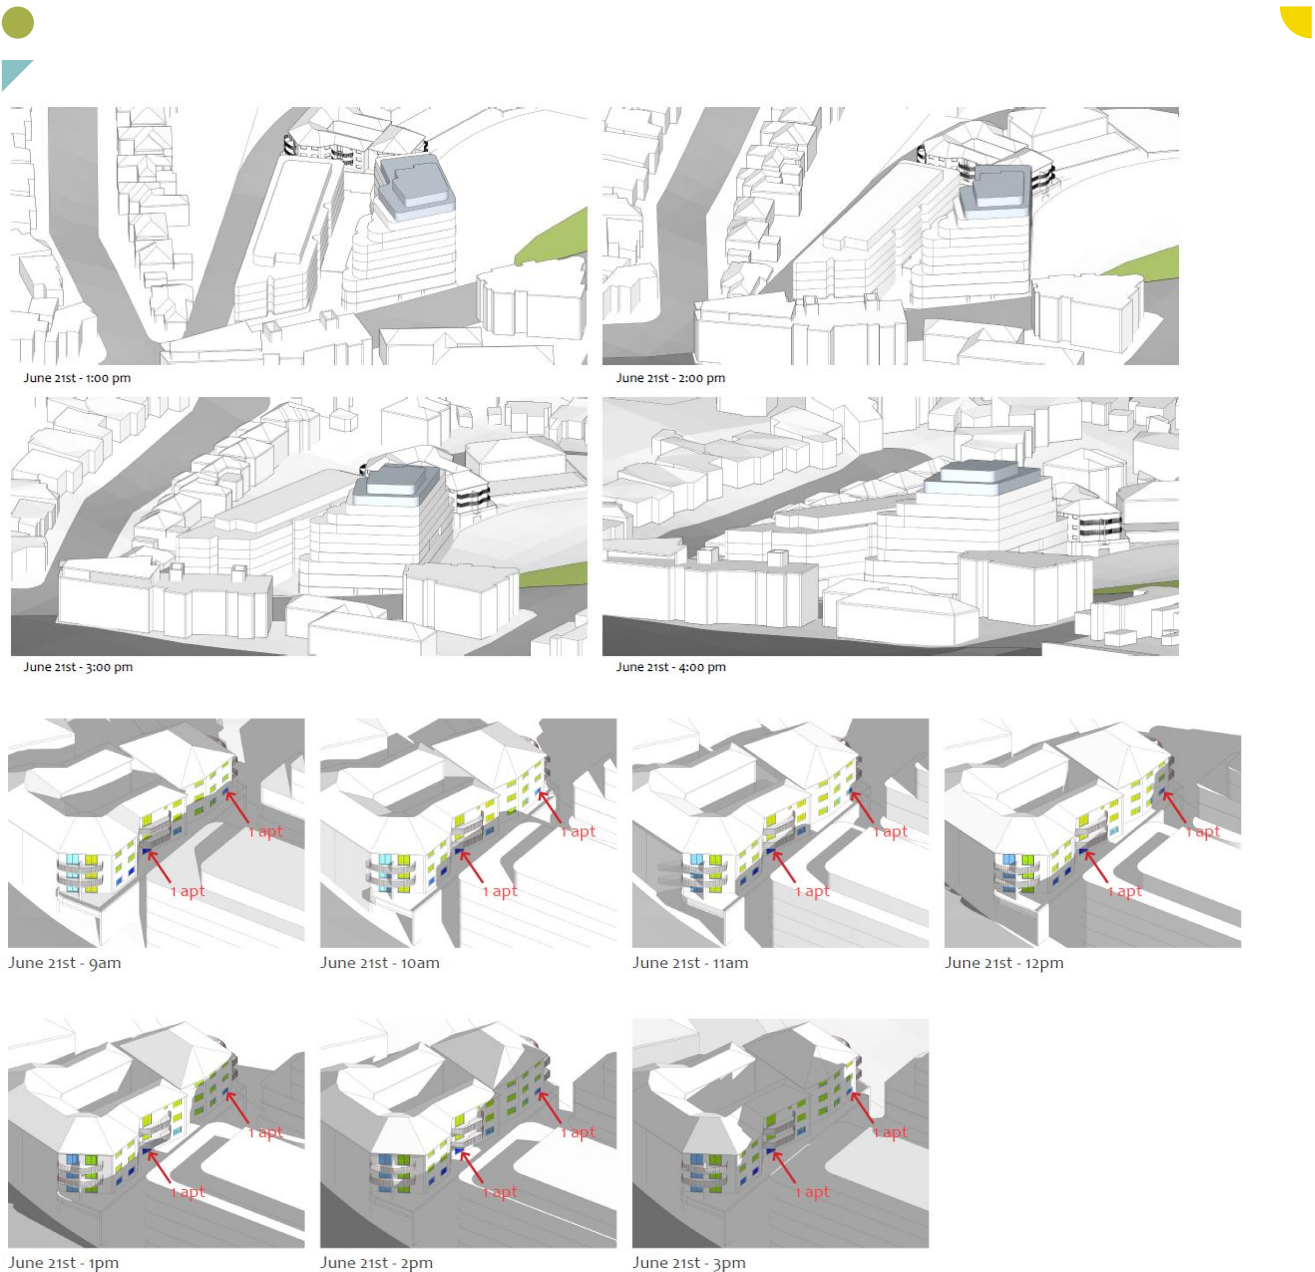 June 21st - 1:00 pm
June 21st - 2:00 pm
June 21st - 3:00 pm
June 21st - 4:00 pm
1 apt
1 apt
1 apt
1 apt
1 apt
1 apt
1 apt
1 apt
June 21st - 9am
June 21st - 10am
June 21st - 11am
June 21st - 12pm
1 apt
1 apt
1 apt
1 apt
1 apt
1 apt
June 21st - 1pm
June 21st - 2pm
June 21st - 3pm